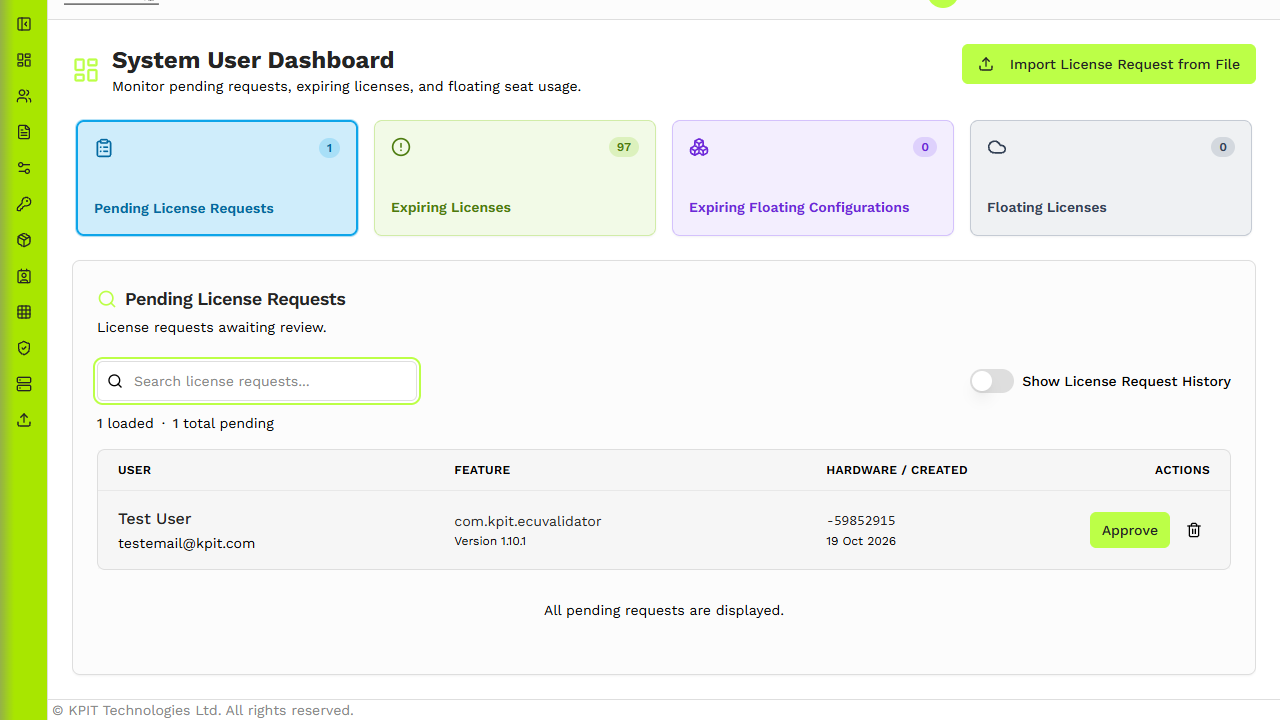 System User Dashboard
Monitor pending requests, expiring licenses, and floating seat usage.
Import License Request from File
1
Pending License Requests
97
Expiring Licenses
0
Expiring Floating Configurations
0
Floating Licenses
Pending License Requests
License requests awaiting review.
Search license requests...
Show License Request History
1 loaded · 1 total pending
USER FEATURE HARDWARE / CREATED ACTIONS
Test User
testemail@kpit.com
com.kpit.ecuvalidator
Version 1.10.1
-59852915
19 Oct 2026
Approve
All pending requests are displayed.
© KPIT Technologies Ltd. All rights reserved.